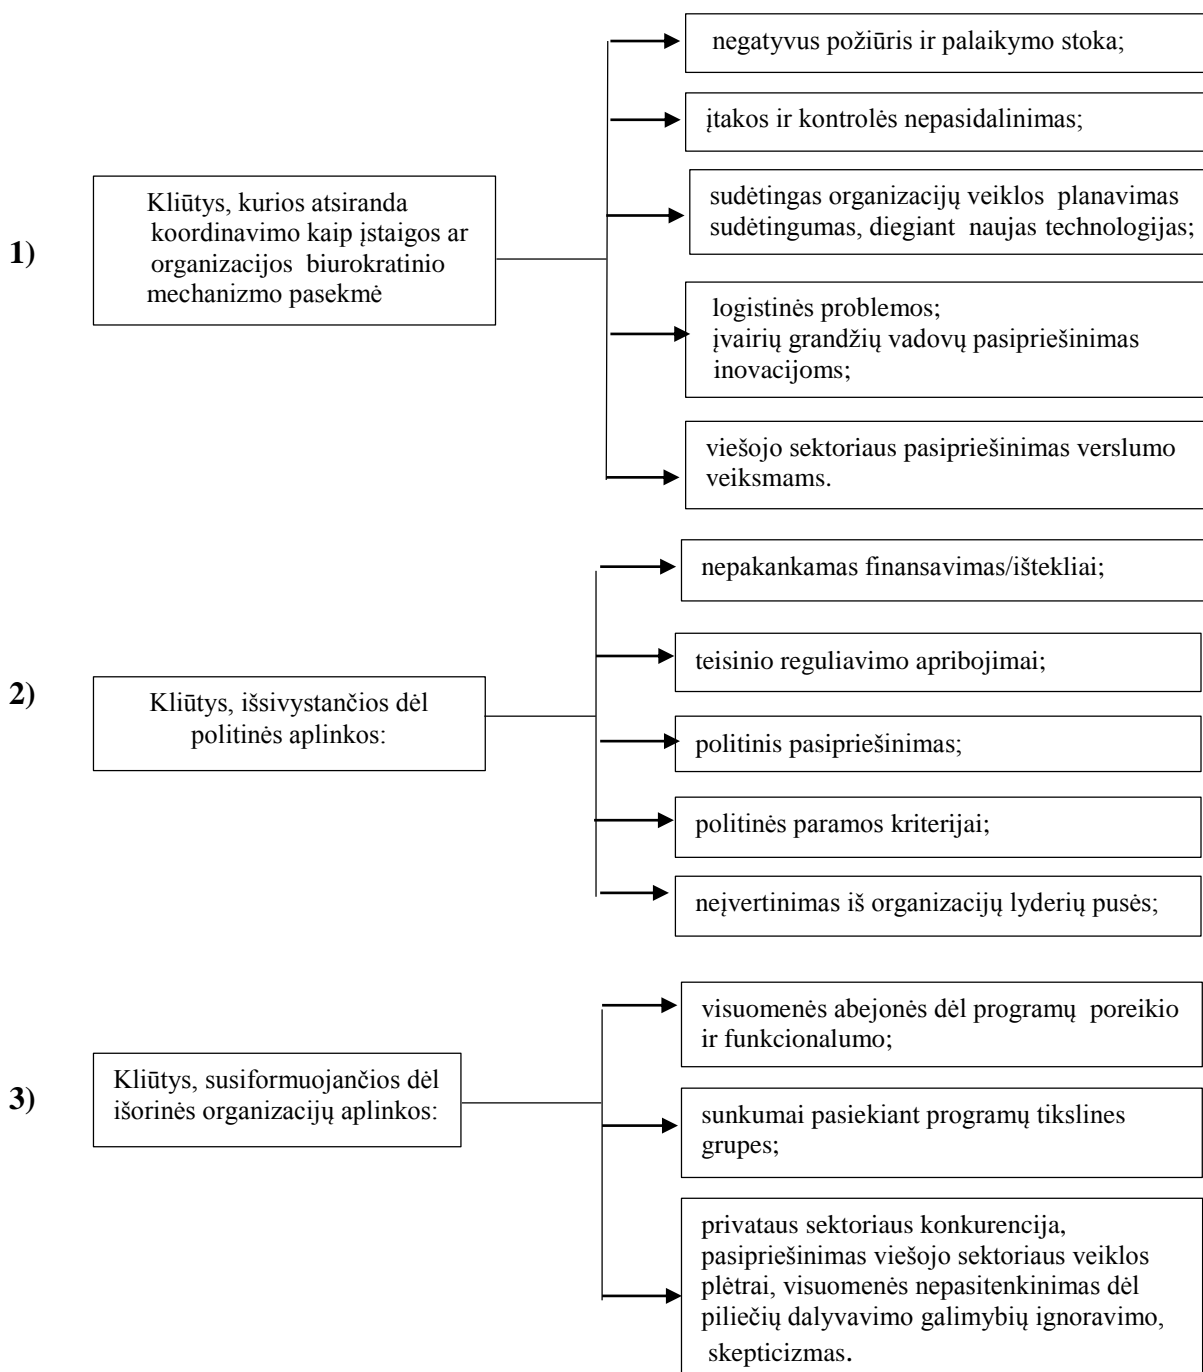 1)
Kliūtys, kurios atsiranda
koordinavimo kaip įstaigos ar
organizacijos biurokratinio
mechanizmo pasekmė
negatyvus požiūris ir palaikymo stoka;
įtakos ir kontrolės nepasidalinimas;
sudėtingas organizacijų veiklos planavimas
sudėtingumas, diegiant naujas technologijas;
logistinės problemos;
įvairių grandžių vadovų pasipriešinimas
inovacijoms;
viešojo sektoriaus pasipriešinimas verslumo
veiksmams.
2)
Kliūtys, išsivystančios dėl
politinės aplinkos:
nepakankamas finansavimas/ištekliai;
teisinio reguliavimo apribojimai;
politinis pasipriešinimas;
politinės paramos kriterijai;
neįvertinimas iš organizacijų lyderių pusės;
3)
Kliūtys, susiformuojančios dėl
išorinės organizacijų aplinkos:
visuomenės abejonės dėl programų poreikio
ir funkcionalumo;
sunkumai pasiekiant programų tikslines
grupes;
privataus sektoriaus konkurencija,
pasipriešinimas viešojo sektoriaus veiklos
plėtrai, visuomenės nepasitenkinimas dėl
piliečių dalyvavimo galimybių ignoravimo,
skepticizmas.